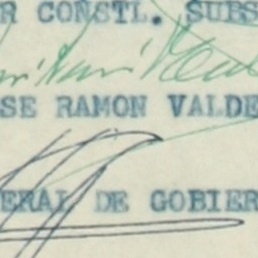 R CONSTL. SUBS
SE RAMON VALDE
ERAL DE GOBIER